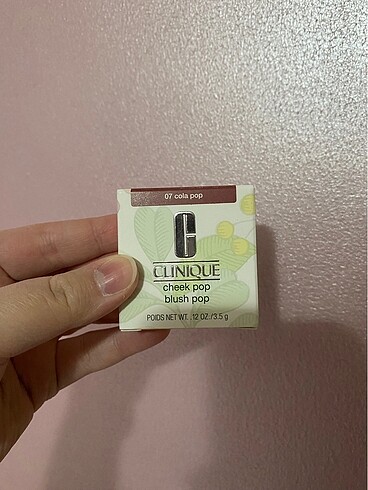 07 cola pop
CLINIQUE
cheek pop
blush pop
POIDS NET WT. .12 OZ./3.5 g